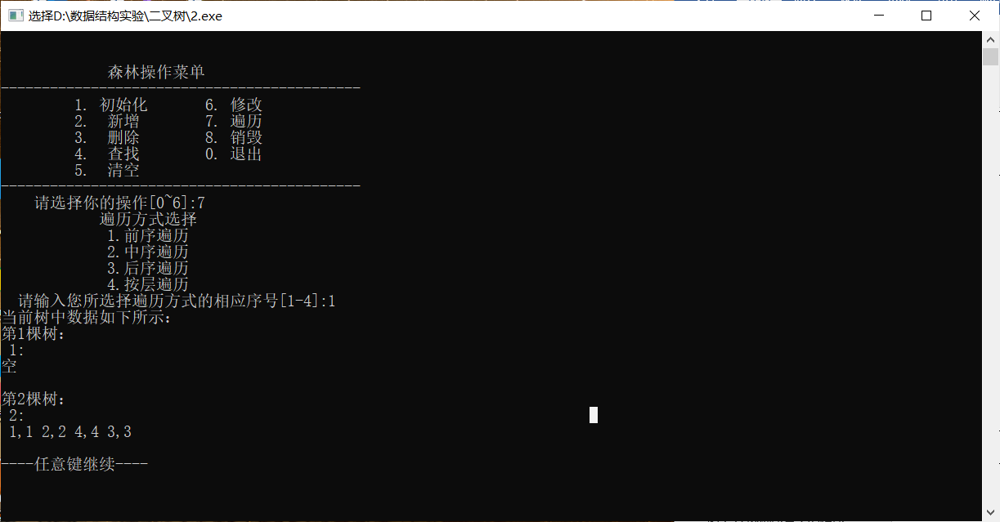 选择D:\数据结构实验\二叉树\2.exe
森林操作菜单
--------------------------------------------
1. 初始化 6. 修改
2. 新增 7. 遍历
3. 删除 8. 销毁
4. 查找 0. 退出
5. 清空
--------------------------------------------
请选择你的操作[0~6]:7
遍历方式选择
1.前序遍历
2.中序遍历
3.后序遍历
4.按层遍历
请输入您所选择遍历方式的相应序号[1-4]:1
当前树中数据如下所示：
第1棵树：
1:
空
第2棵树：
2:
1,1 2,2 4,4 3,3
----任意键继续----